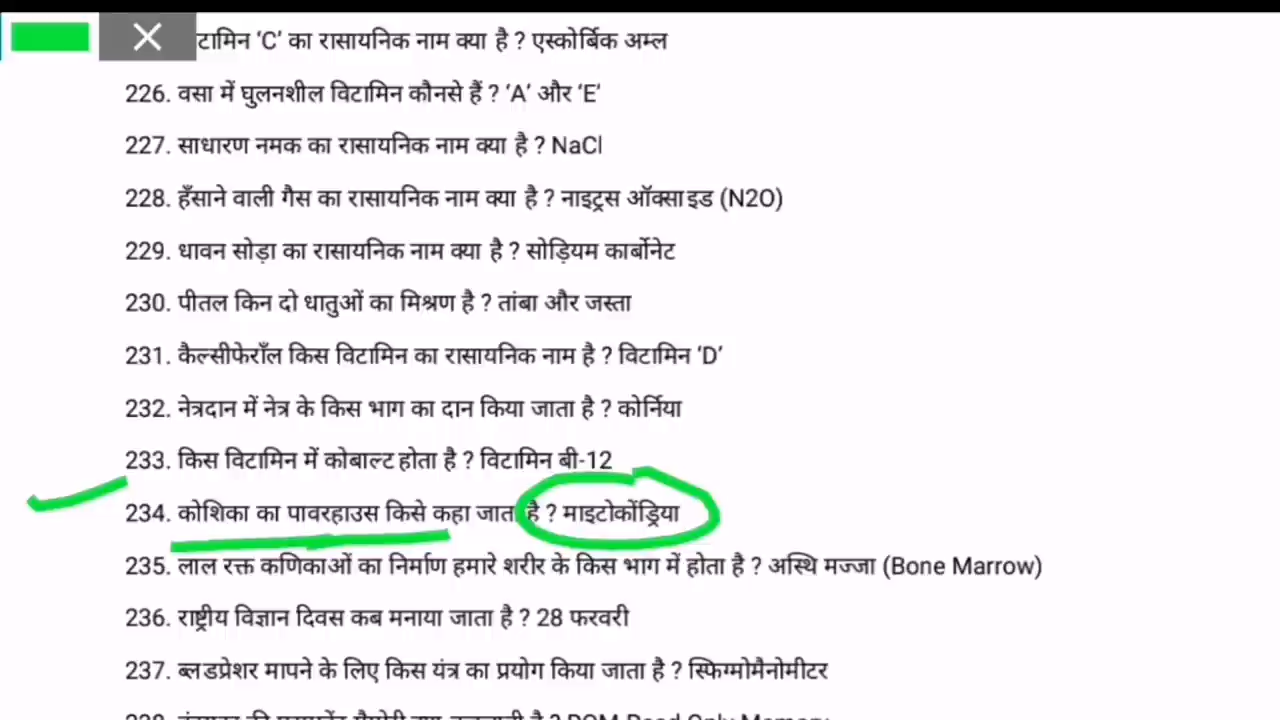 टामिन ‘C’ का रासायनिक नाम क्या है ? एस्कोर्बिक अम्ल
226. वसा में घुलनशील विटामिन कौनसे हैं ? ‘A’ और ‘E’
227. साधारण नमक का रासायनिक नाम क्या है ? NaCl
228. हँसाने वाली गैस का रासायनिक नाम क्या है ? नाइट्रस ऑक्साइड (N2O)
229. धावन सोड़ा का रासायनिक नाम क्या है ? सोड़ियम कार्बोनेट
230. पीतल किन दो धातुओं का मिश्रण है ? तांबा और जस्ता
231. कैल्सीफेरॉल किस विटामिन का रासायनिक नाम है ? विटामिन ‘D’
232. नेत्रदान में नेत्र के किस भाग का दान किया जाता है ? कोर्निया
233. किस विटामिन में कोबाल्ट होता है ? विटामिन बी-12
234. कोशिका का पावरहाउस किसे कहा जात है ? माइटोकोंड्रिया
235. लाल रक्त कणिकाओं का निर्माण हमारे शरीर के किस भाग में होता है ? अस्थि मज्जा (Bone Marrow)
236. राष्ट्रीय विज्ञान दिवस कब मनाया जाता है ? 28 फरवरी
237. ब्लडप्रेशर मापने के लिए किस यंत्र का प्रयोग किया जाता है ? स्फिग्मोमैनोमीटर